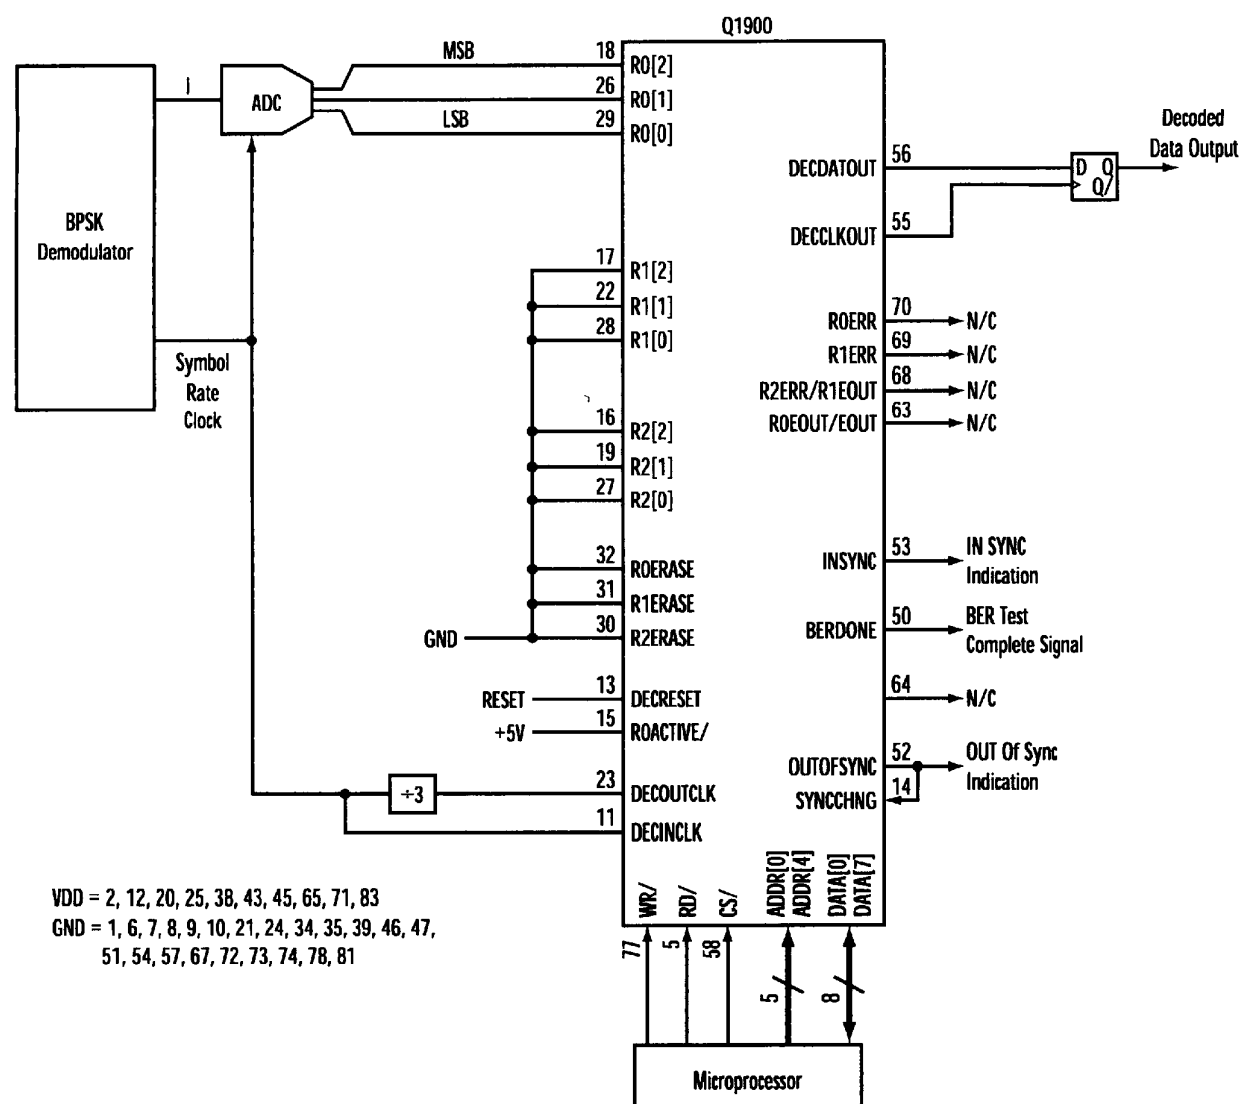 Q1900
MSB
18
R0[2]
I
ADC
26
R0[1]
LSB
29
R0[0]
BPSK
Demodulator
Symbol
Rate
Clock
17
R1[2]
22
R1[1]
28
R1[0]
16
R2[2]
19
R2[1]
27
R2[0]
32
R0ERASE
31
R1ERASE
GND
30
R2ERASE
RESET
13
DECRESET
+5V
15
R0ACTIVE/
÷3
23
DECOUTCLK
11
DECINCLK
DECDATOUT
56
D Q
Q/
Decoded
Data Output
DECCLKOUT
55
R0ERR
70
N/C
R1ERR
69
N/C
R2ERR/R1EOUT
68
N/C
R0EOUT/EOUT
63
N/C
INSYNC
53
IN SYNC
Indication
BERDONE
50
BER Test
Complete Signal
64
N/C
OUTOFSYNC
52
OUT Of Sync
Indication
SYNCCHNG
14
WR/
RD/
CS/
ADDR[0]
ADDR[4]
DATA[0]
DATA[7]
77
5
58
5
8
Microprocessor
VDD = 2, 12, 20, 25, 38, 43, 45, 65, 71, 83
GND = 1, 6, 7, 8, 9, 10, 21, 24, 34, 35, 39, 46, 47,
51, 54, 57, 67, 72, 73, 74, 78, 81